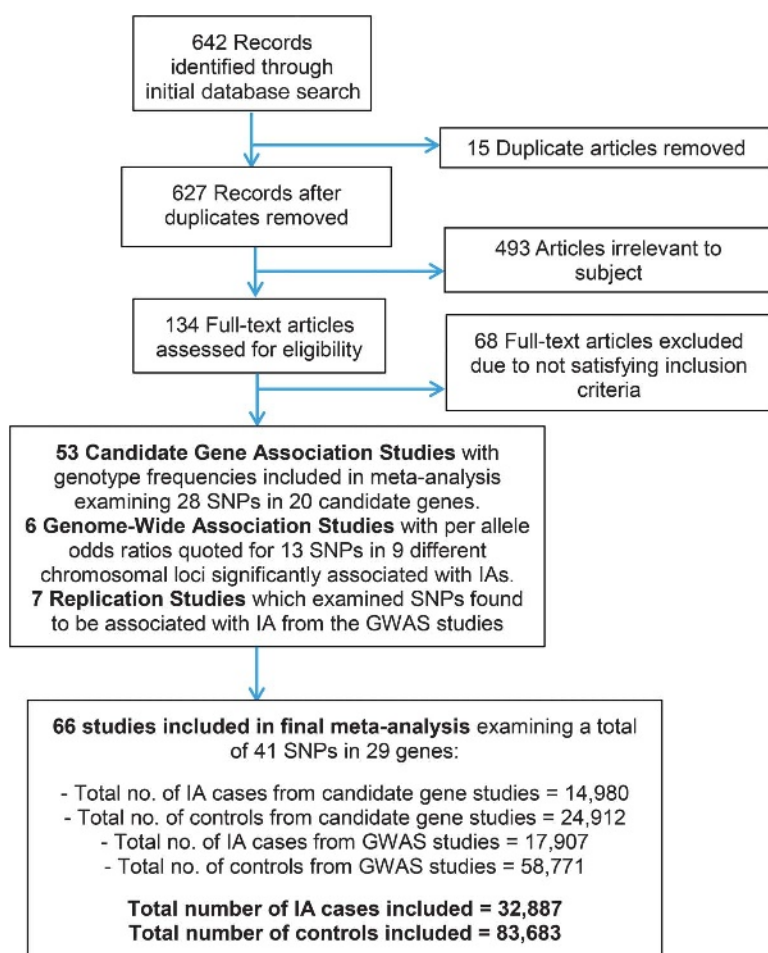 642 Records
identified through
initial database search
15 Duplicate articles removed
627 Records after
duplicates removed
493 Articles irrelevant to
subject
134 Full-text articles
assessed for eligibility
68 Full-text articles excluded
due to not satisfying inclusion
criteria
53 Candidate Gene Association Studies with
genotype frequencies included in meta-analysis
examining 28 SNPs in 20 candidate genes.
6 Genome-Wide Association Studies with per allele
odds ratios quoted for 13 SNPs in 9 different
chromosomal loci significantly associated with IAs.
7 Replication Studies which examined SNPs found
to be associated with IA from the GWAS studies
66 studies included in final meta-analysis examining a total
of 41 SNPs in 29 genes:
- Total no. of IA cases from candidate gene studies = 14,980
- Total no. of controls from candidate gene studies = 24,912
- Total no. of IA cases from GWAS studies = 17,907
- Total no. of controls from GWAS studies = 58,771
Total number of IA cases included = 32,887
Total number of controls included = 83,683